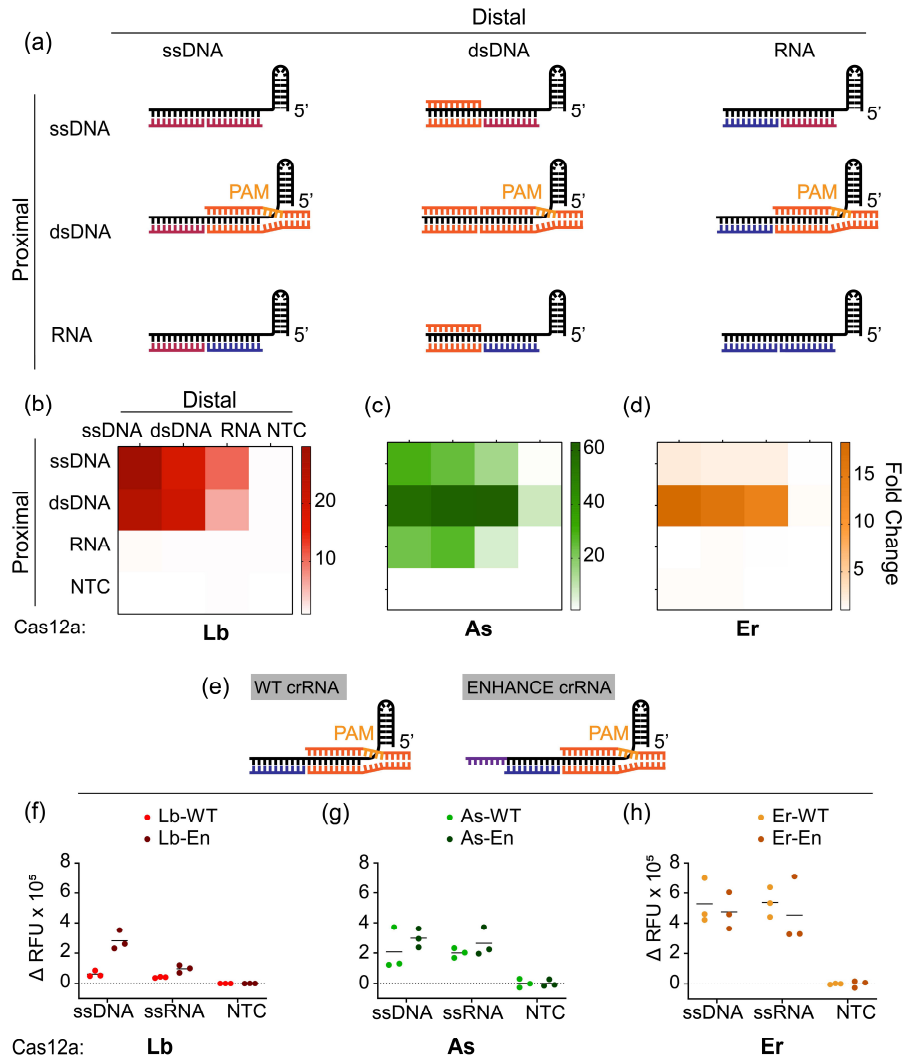 Distal
(a)
ssDNA dsDNA RNA
Proximal
ssDNA 5’ 5’ 5’
dsDNA PAM 5’ PAM 5’ PAM 5’
RNA 5’ 5’ 5’
(b) Distal (c) (d)
ssDNA dsDNA RNA NTC
Proximal
ssDNA
dsDNA
RNA
NTC
20
10
60
40
20
15
10
5
Fold Change
Cas12a: Lb As Er
(e) WT crRNA ENHANCE crRNA
PAM 5’ PAM 5’
(f) Lb-WT
Lb-En
(g) As-WT
As-En
(h) Er-WT
Er-En
Δ RFU x 10⁵
8
6
4
2
0
ssDNA ssRNA NTC
8
6
4
2
0
ssDNA ssRNA NTC
Δ RFU x 10⁵
8
6
4
2
0
ssDNA ssRNA NTC
Cas12a: Lb As Er